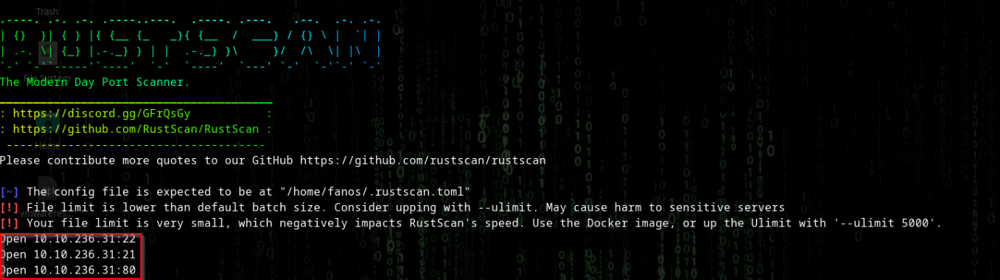 Trash
.----. .-. .-. .----..---.  .----. .---.   .--.  .-. .-.
| {}  }| { } |{ {__ {_   _}{ {__  /  ___} / {} \ |  `| |
| .-. \| {_} |.-._} } | |  .-._} }\     }/  /\  \| |\  |
`-' `-'`-----'`----'  `-'  `----'  `---' `-'  `-'`-' `-'
File System
The Modern Day Port Scanner.
: https://discord.gg/GFrQsGy :
: https://github.com/RustScan/RustScan :
--------------------------------------
Home
Please contribute more quotes to our GitHub https://github.com/rustscan/rustscan
[~] The config file is expected to be at "/home/fanos/.rustscan.toml"
[!] File limit is lower than default batch size. Consider upping with --ulimit. May cause harm to sensitive servers
vmwareres...
[!] Your file limit is very small, which negatively impacts RustScan's speed. Use the Docker image, or up the Ulimit with '--ulimit 5000'.
Open 10.10.236.31:22
Open 10.10.236.31:21
Open 10.10.236.31:80